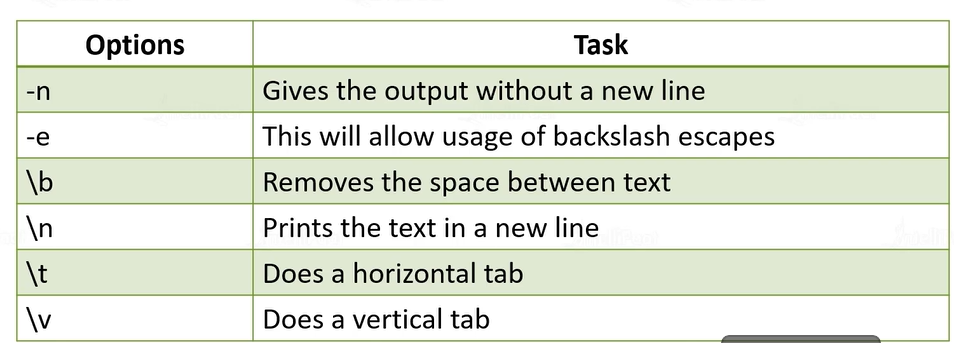 Options Task
-n Gives the output without a new line
-e This will allow usage of backslash escapes
\b Removes the space between text
\n Prints the text in a new line
\t Does a horizontal tab
\v Does a vertical tab